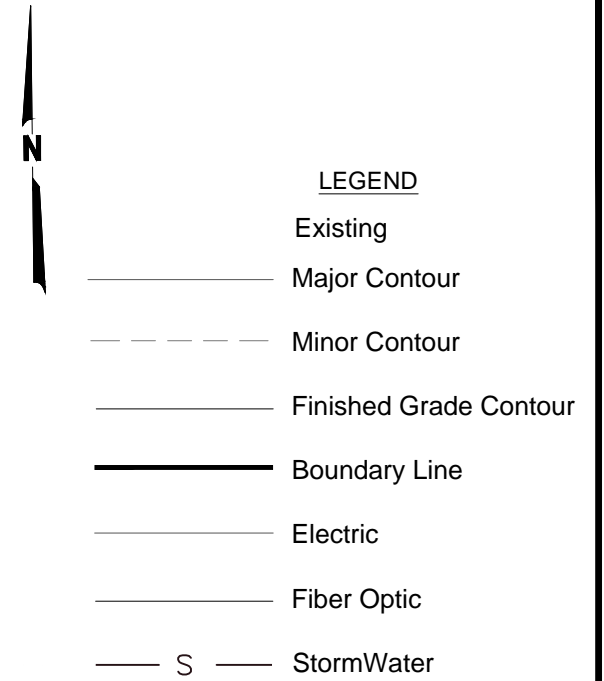 N
LEGEND
Existing
Major Contour
Minor Contour
Finished Grade Contour
Boundary Line
Electric
Fiber Optic
S StormWater